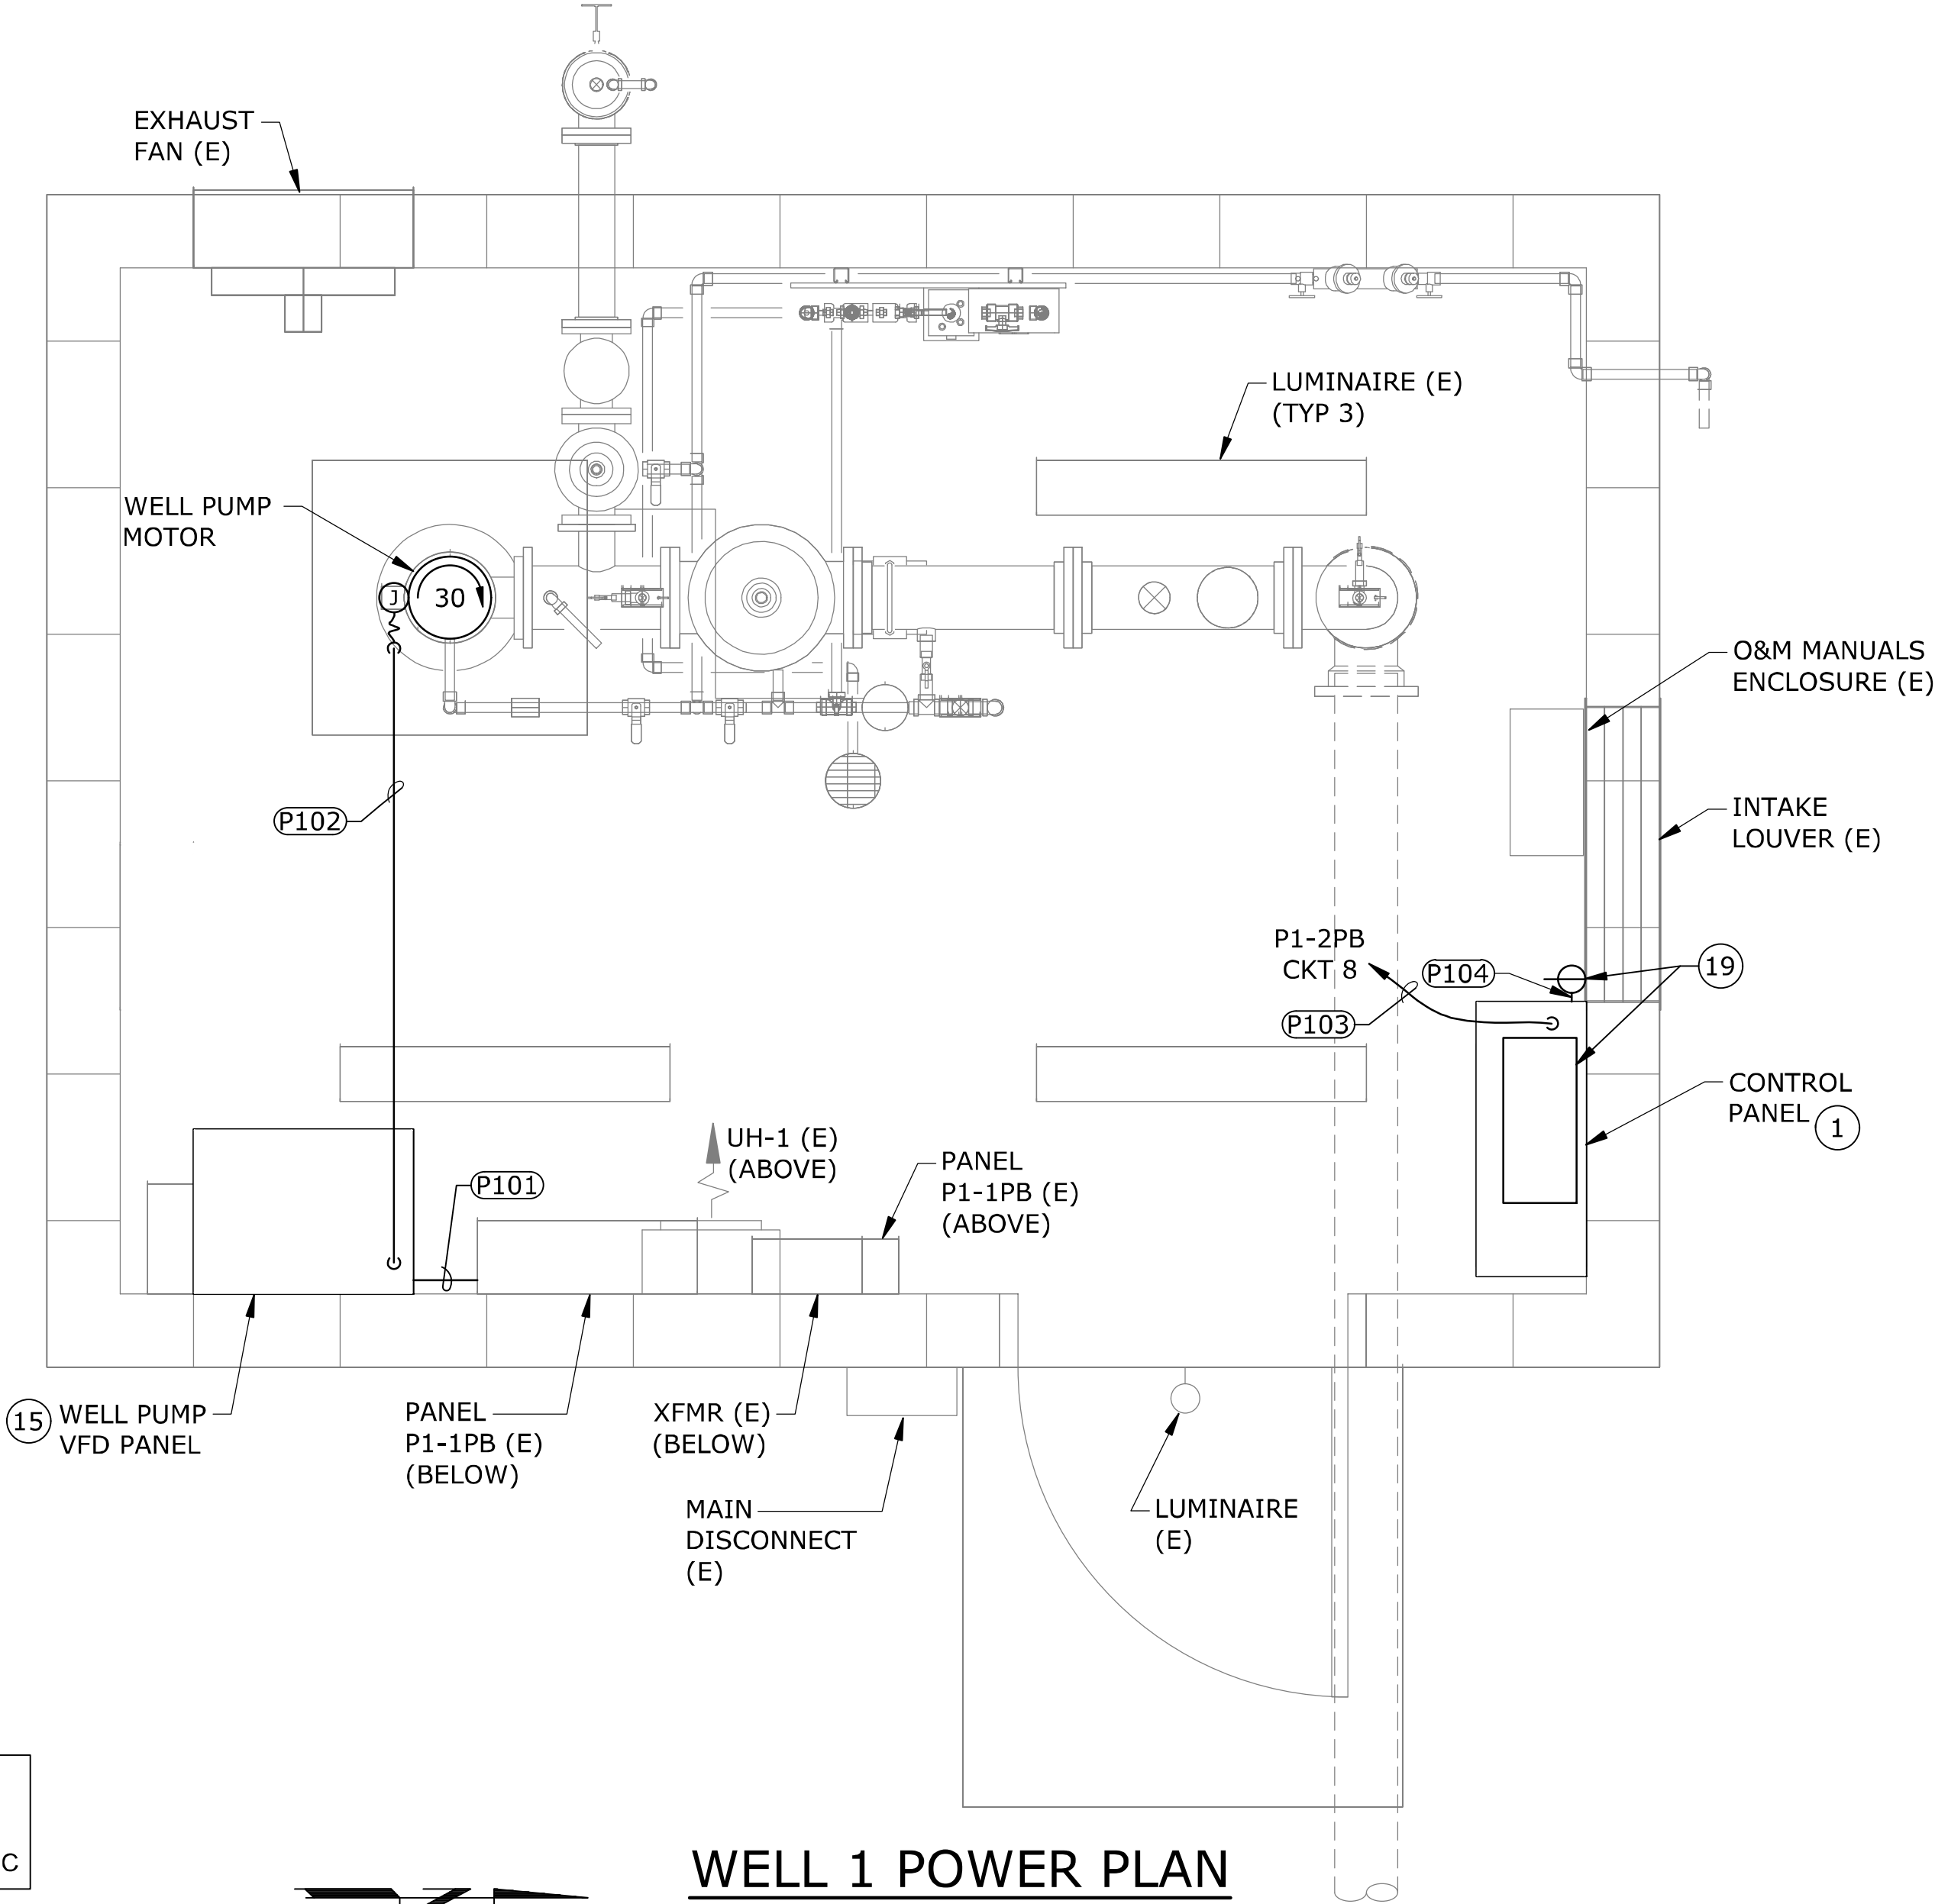 EXHAUST
FAN (E)
LUMINAIRE (E)
(TYP 3)
WELL PUMP
MOTOR
J
30
O&M MANUALS
ENCLOSURE (E)
INTAKE
LOUVER (E)
P102
P1-2PB
CKT 8
P104
19
P103
CONTROL
PANEL
1
UH-1 (E)
(ABOVE)
PANEL
P1-1PB (E)
(ABOVE)
P101
15
WELL PUMP
VFD PANEL
PANEL
P1-1PB (E)
(BELOW)
XFMR (E)
(BELOW)
MAIN
DISCONNECT
(E)
LUMINAIRE
(E)
C
WELL 1 POWER PLAN